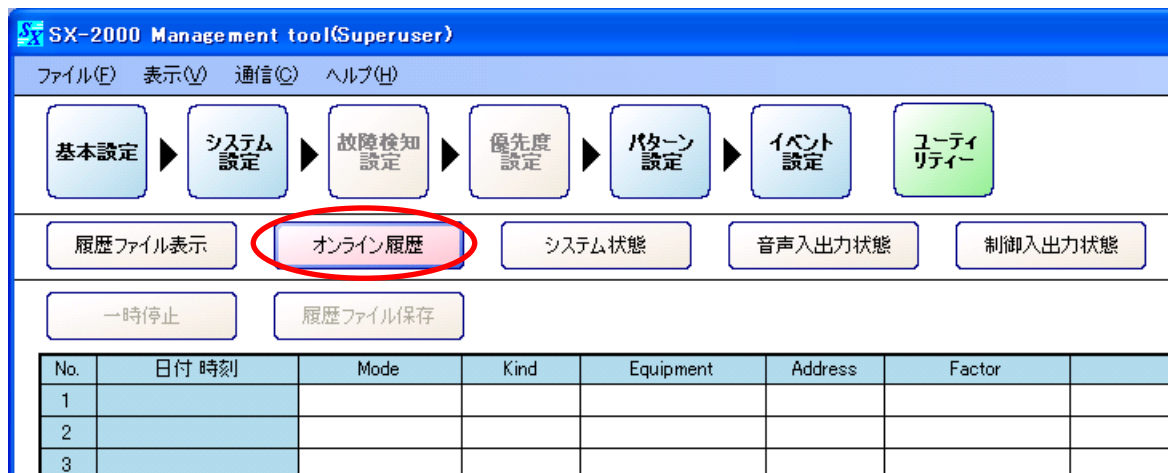 SX SX-2000 Management tool(Superuser)
ファイル(F) 表示(V) 通信(C) ヘルプ(H)
基本設定 システム設定 故障検知設定 優先度設定 パターン設定 イベント設定 ユーティリティー
履歴ファイル表示 オンライン履歴 システム状態 音声入出力状態 制御入出力状態
一時停止 履歴ファイル保存
No. 日付 時刻 Mode Kind Equipment Address Factor
1
2
3